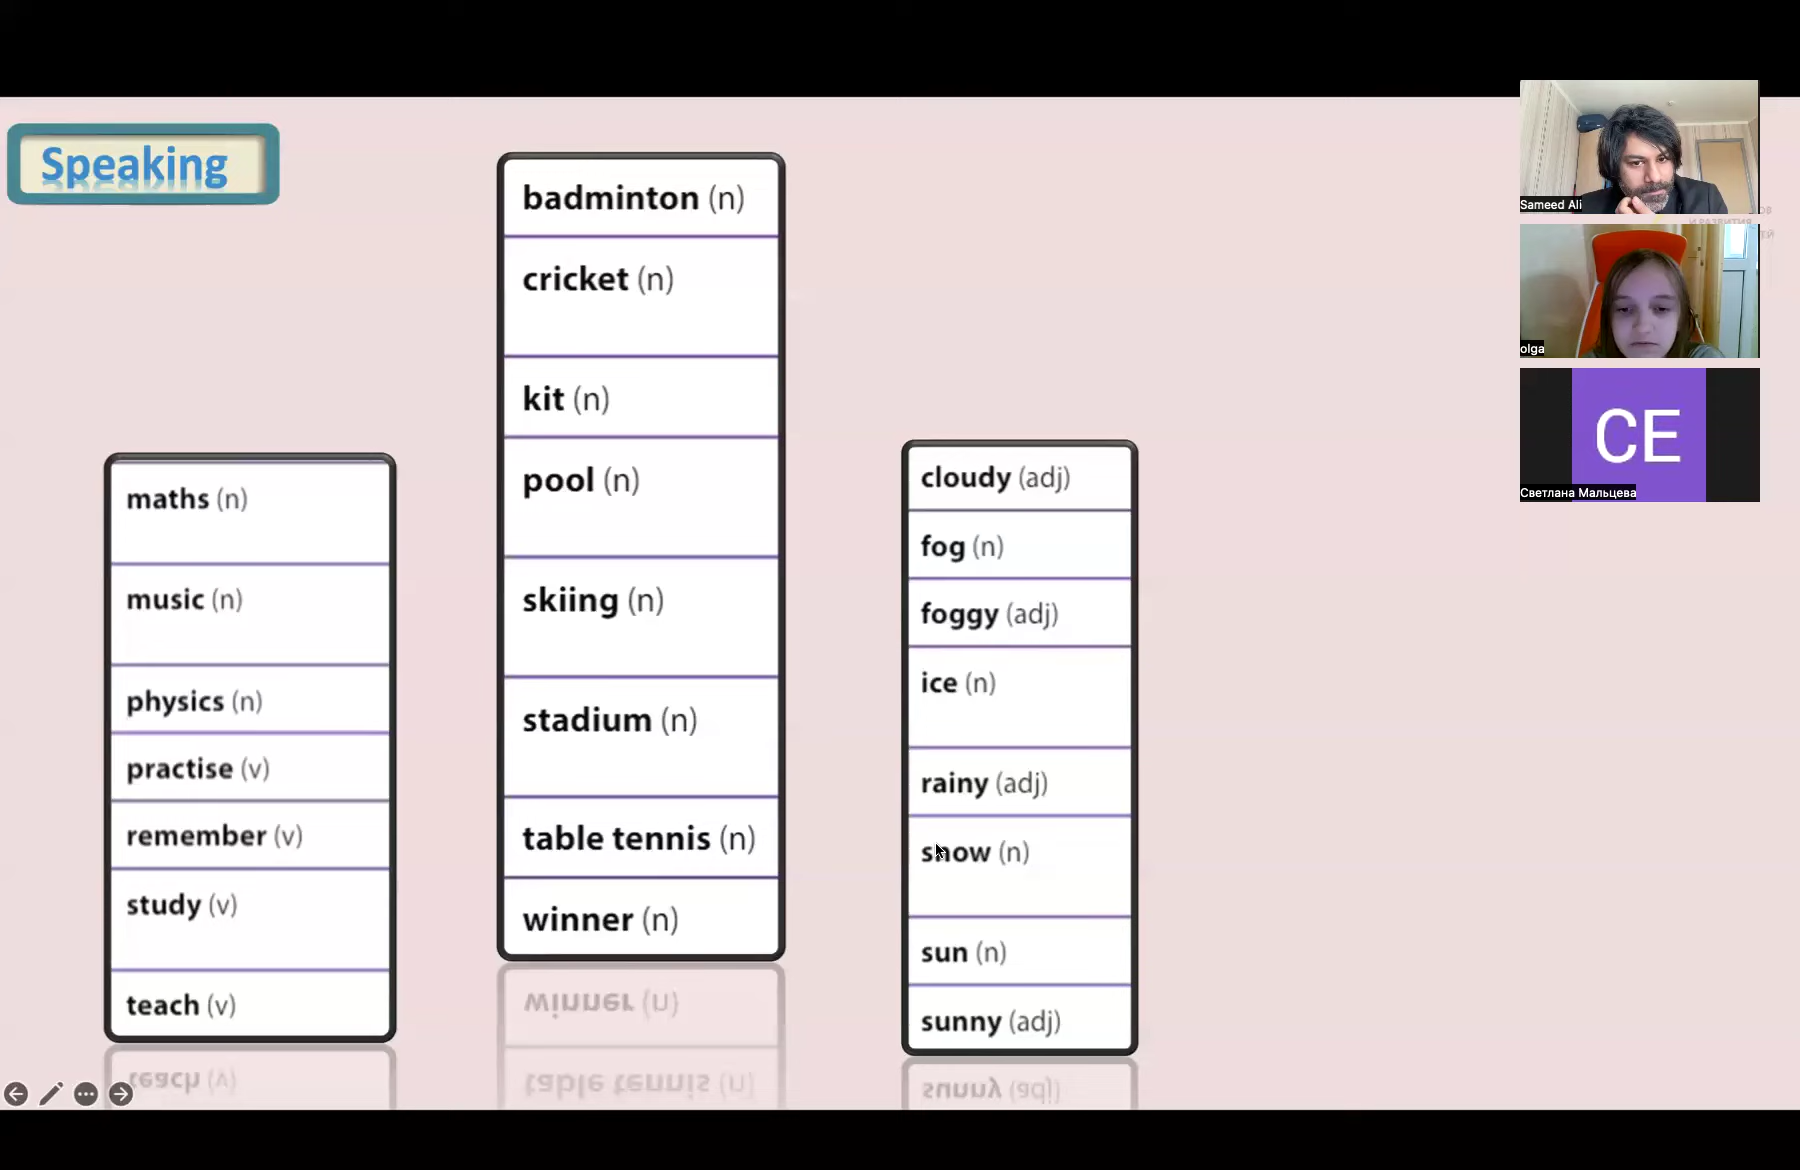 Speaking
maths (n)
music (n)
physics (n)
practise (v)
remember (v)
study (v)
teach (v)
badminton (n)
cricket (n)
kit (n)
pool (n)
skiing (n)
stadium (n)
table tennis (n)
winner (n)
cloudy (adj)
fog (n)
foggy (adj)
ice (n)
rainy (adj)
snow (n)
sun (n)
sunny (adj)
Sameed Ali
olga
CE
Светлана Мальцева